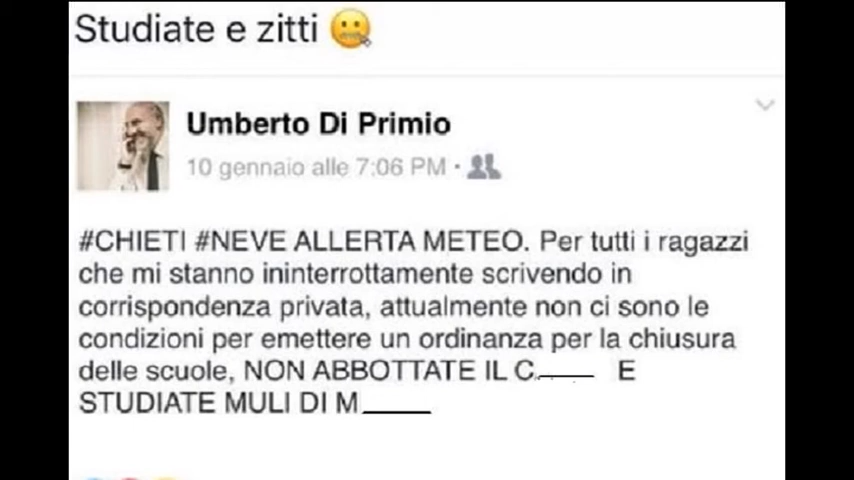 Studiate e zitti 🤐
Umberto Di Primio
10 gennaio alle 7:06 PM ·
#CHIETI #NEVE ALLERTA METEO. Per tutti i ragazzi
che mi stanno ininterrottamente scrivendo in
corrispondenza privata, attualmente non ci sono le
condizioni per emettere un ordinanza per la chiusura
delle scuole, NON ABBOTTATE IL C.____ E
STUDIATE MULI DI M____